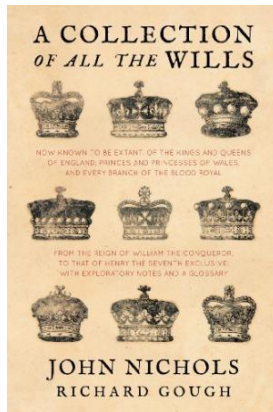 A COLLECTION
OF ALL THE WILLS
NOW KNOWN TO BE EXTANT, OF THE KINGS AND QUEENS
OF ENGLAND, PRINCES AND PRINCESSES OF WALES,
AND EVERY BRANCH OF THE BLOOD ROYAL
FROM THE REIGN OF WILLIAM THE CONQUEROR,
TO THAT OF HENRY THE SEVENTH EXCLUSIVE:
WITH EXPLORATORY NOTES AND A GLOSSARY
JOHN NICHOLS
RICHARD GOUGH